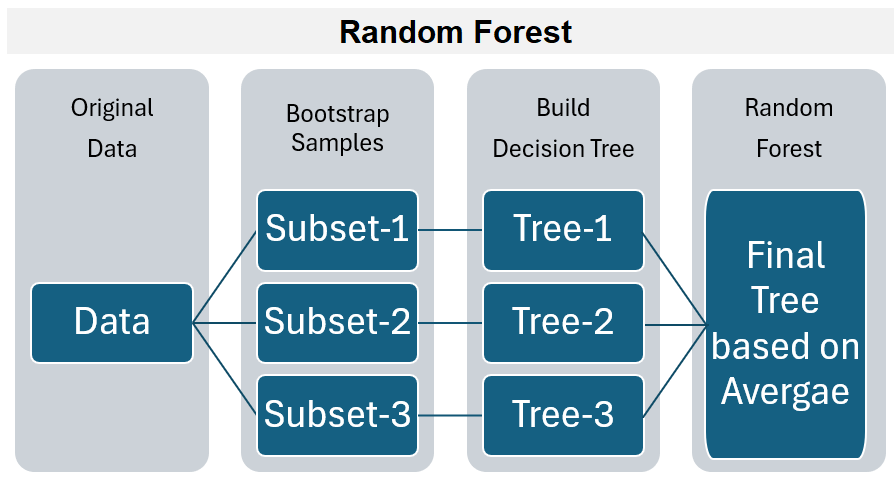 Random Forest
Original
Data
Bootstrap
Samples
Build
Decision Tree
Random
Forest
Data
Subset-1
Subset-2
Subset-3
Tree-1
Tree-2
Tree-3
Final
Tree
based on
Avergae